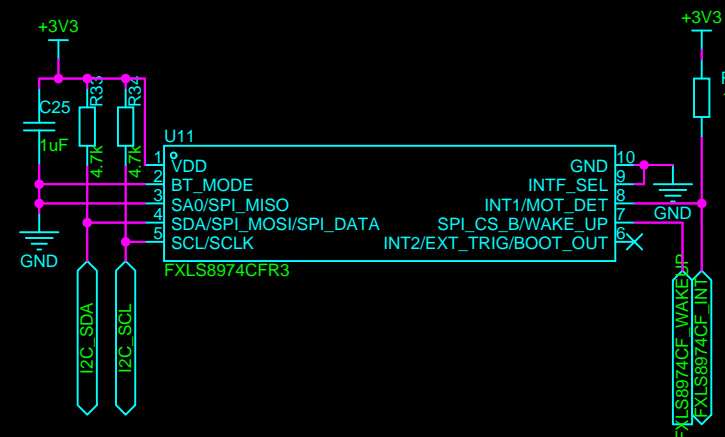 +3V3
+3V3
C25
1uF
R33
4.7k
R34
4.7k
U11
1 VDD
2 BT_MODE
3 SA0/SPI_MISO
4 SDA/SPI_MOSI/SPI_DATA
5 SCL/SCLK
GND 10
INTF_SEL 9
INT1/MOT_DET 8
SPI_CS_B/WAKE_UP 7
INT2/EXT_TRIG/BOOT_OUT 6
FXLS8974CFR3
GND
GND
I2C_SDA
I2C_SCL
FXLS8974CF_WAKE_UP
FXLS8974CF_INT